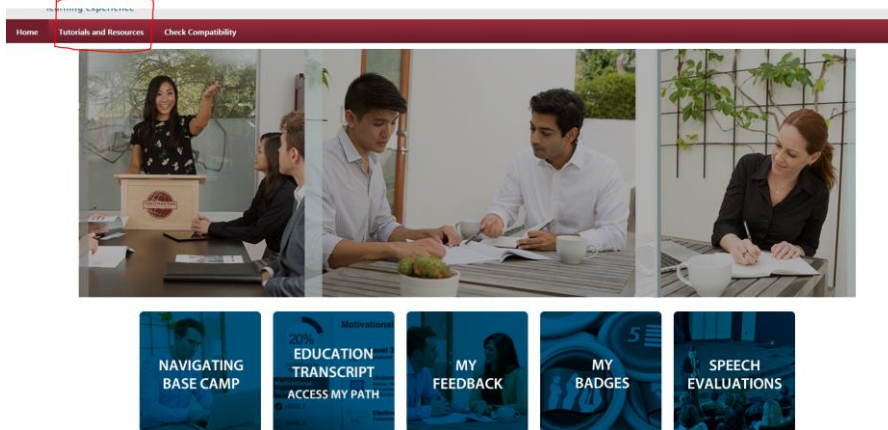 learning experience
Home Tutorials and Resources Check Compatibility
TOASTMASTERS
NAVIGATING
BASE CAMP
20%
Motivational
EDUCATION
TRANSCRIPT
ACCESS MY PATH
MY
FEEDBACK
MY
BADGES
5
SPEECH
EVALUATIONS